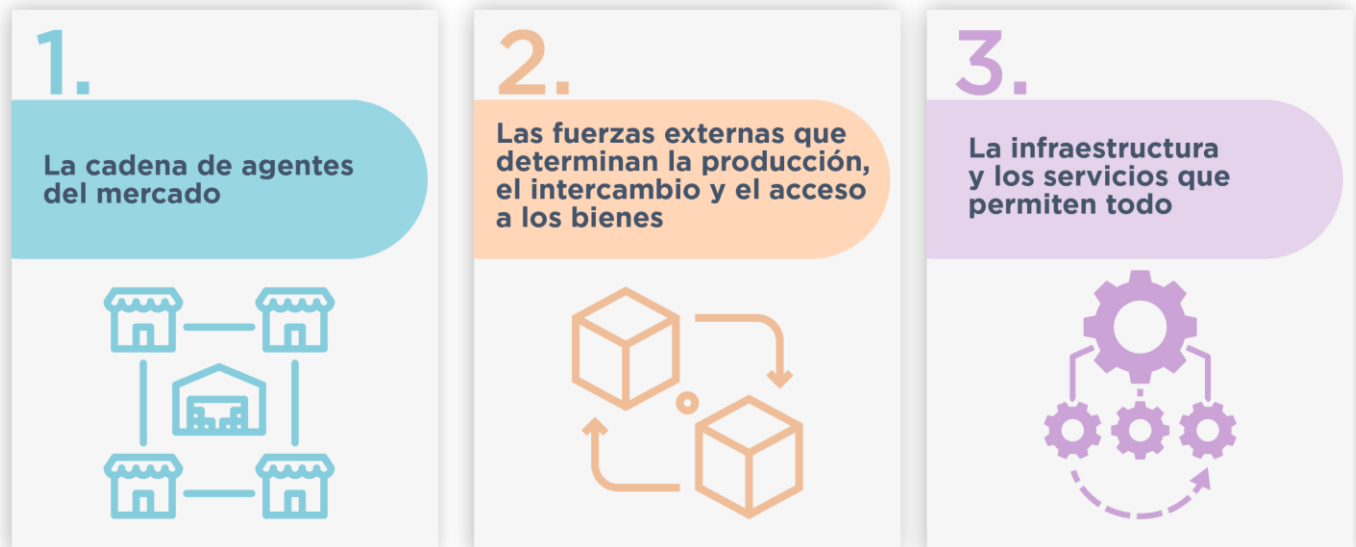 1.
La cadena de agentes
del mercado
2.
Las fuerzas externas que
determinan la producción,
el intercambio y el acceso
a los bienes
3.
La infraestructura
y los servicios que
permiten todo